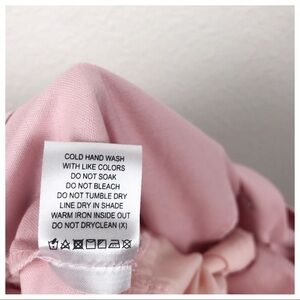 COLD HAND WASH
WITH LIKE COLORS
DO NOT SOAK
DO NOT BLEACH
DO NOT TUMBLE DRY
LINE DRY IN SHADE
WARM IRON INSIDE OUT
DO NOT DRYCLEAN (X)